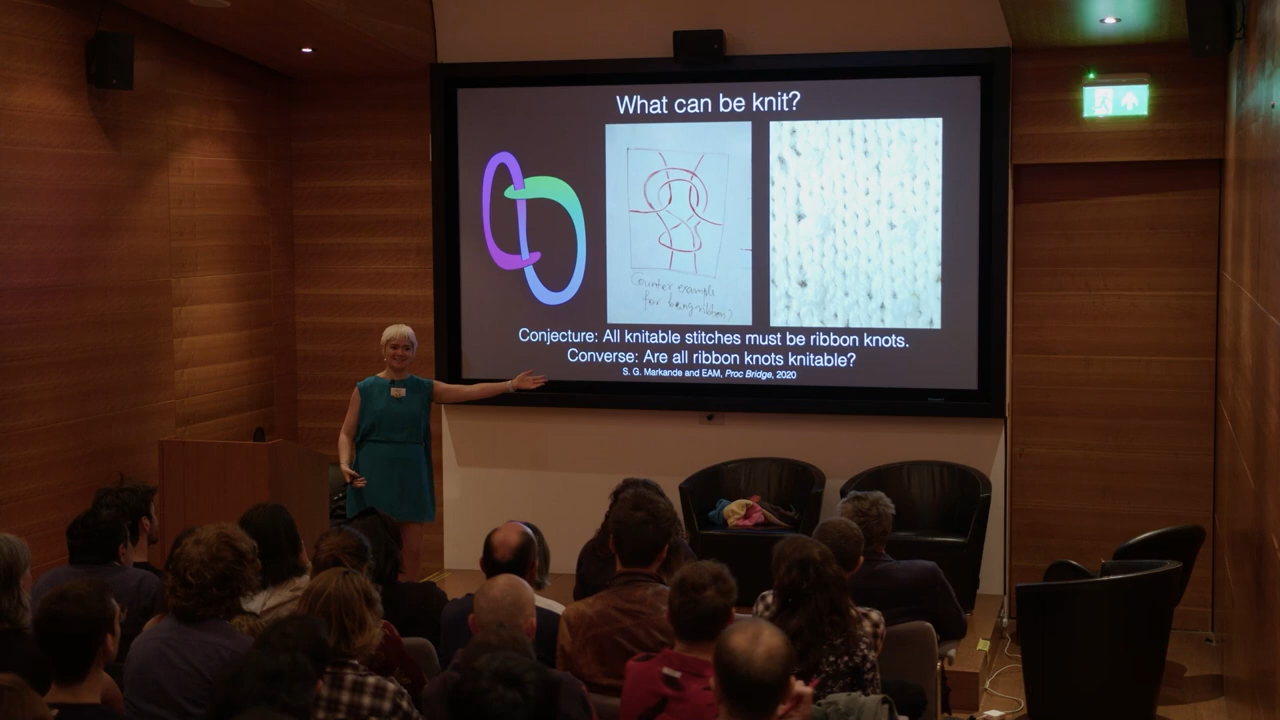 What can be knit?
Counter example
for being ribbon?
Conjecture: All knitable stitches must be ribbon knots.
Converse: Are all ribbon knots knitable?
S. G. Markande and EAM, Proc Bridge, 2020